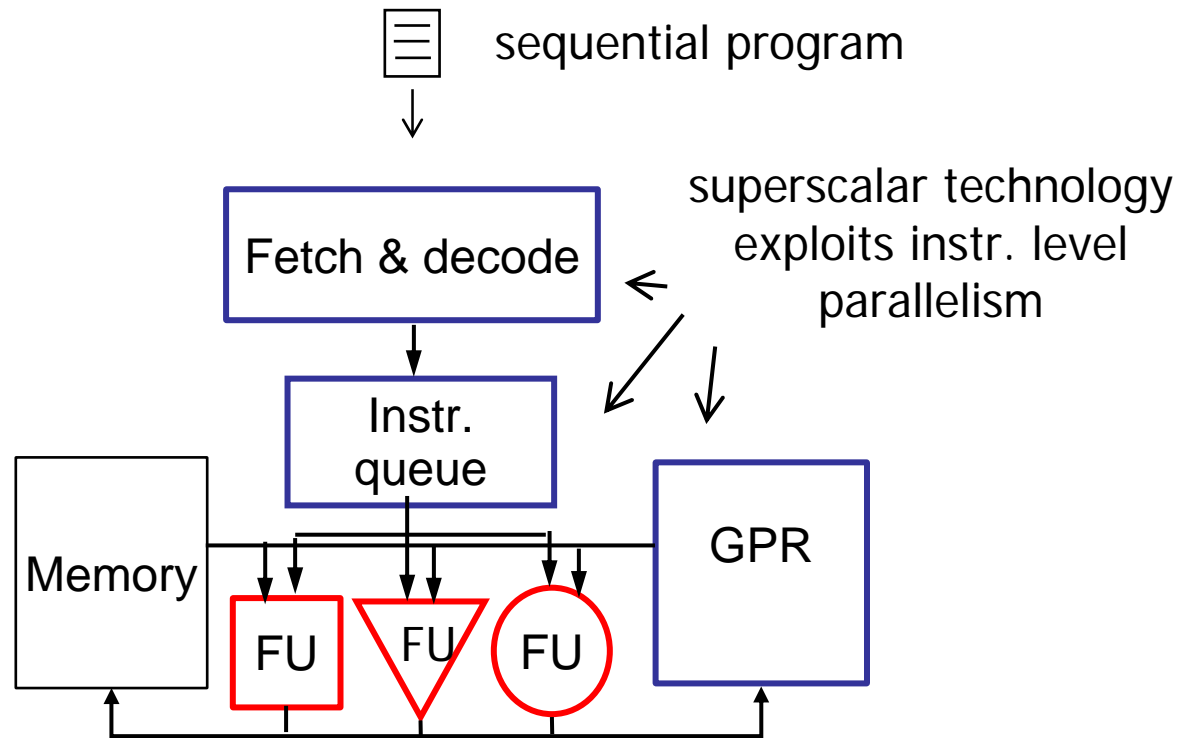 sequential program
superscalar technology
exploits instr. level
parallelism
Fetch & decode
Instr.
queue
Memory
GPR
FU
FU
FU